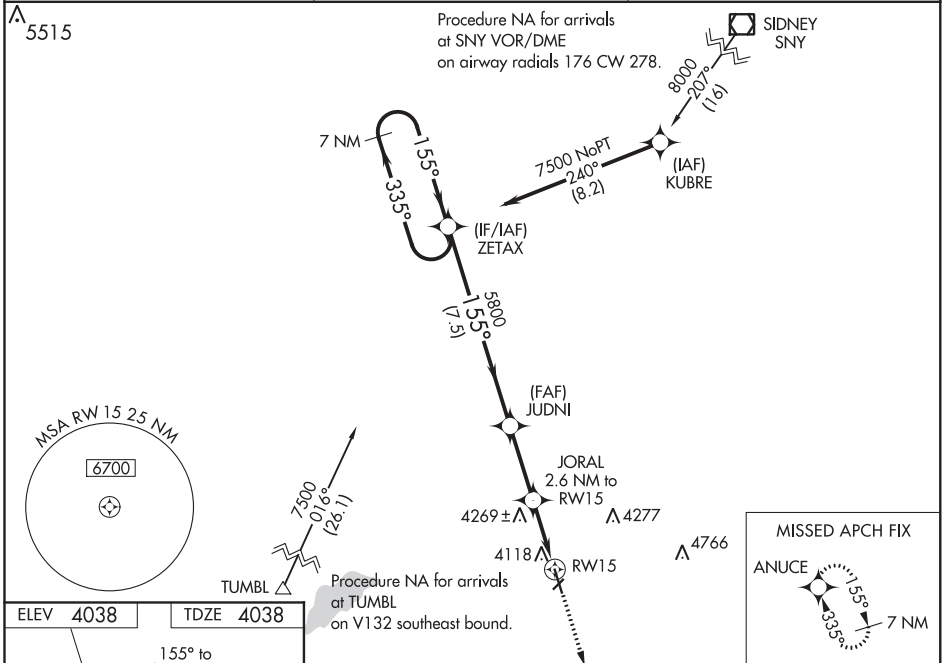 5515
Procedure NA for arrivals
at SNY VOR/DME
on airway radials 176 CW 278.
SIDNEY
SNY
8000
207°
(16)
7 NM
155°
335°
7500 NoPT
240°
(8.2)
(IAF)
KUBRE
(IF/IAF)
ZETAX
5800
155°
(7.5)
(FAF)
JUDNI
MSA RW 15 25 NM
6700
7500
016°
(26.1)
JORAL
2.6 NM to
RW15
4269±
4277
4118
RW15
4766
TUMBL
Procedure NA for arrivals
at TUMBL
on V132 southeast bound.
MISSED APCH FIX
ANUCE
155°
335°
7 NM
ELEV 4038
TDZE 4038
155° to